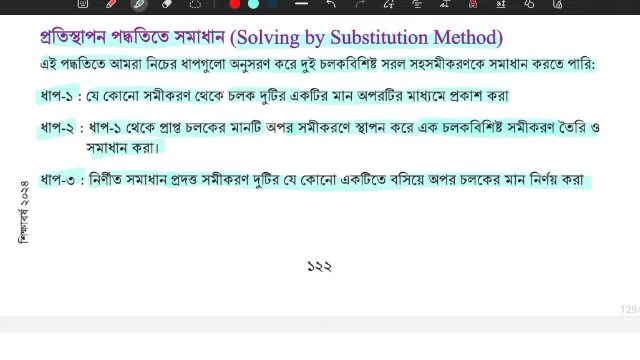 প্রতিস্থাপন পদ্ধতিতে সমাধান (Solving by Substitution Method)
এই পদ্ধতিতে আমরা নিচের ধাপগুলো অনুসরণ করে দুই চলকবিশিষ্ট সরল সহসমীকরণকে সমাধান করতে পারি:
ধাপ-১ : যে কোনো সমীকরণ থেকে চলক দুটির একটির মান অপরটির মাধ্যমে প্রকাশ করা
ধাপ-২ : ধাপ-১ থেকে প্রাপ্ত চলকের মানটি অপর সমীকরণে স্থাপন করে এক চলকবিশিষ্ট সমীকরণ তৈরি ও
সমাধান করা।
ধাপ-৩ : নির্ণীত সমাধান প্রদত্ত সমীকরণ দুটির যে কোনো একটিতে বসিয়ে অপর চলকের মান নির্ণয় করা
শিক্ষাবর্ষ ২০২৪
১২২
129/